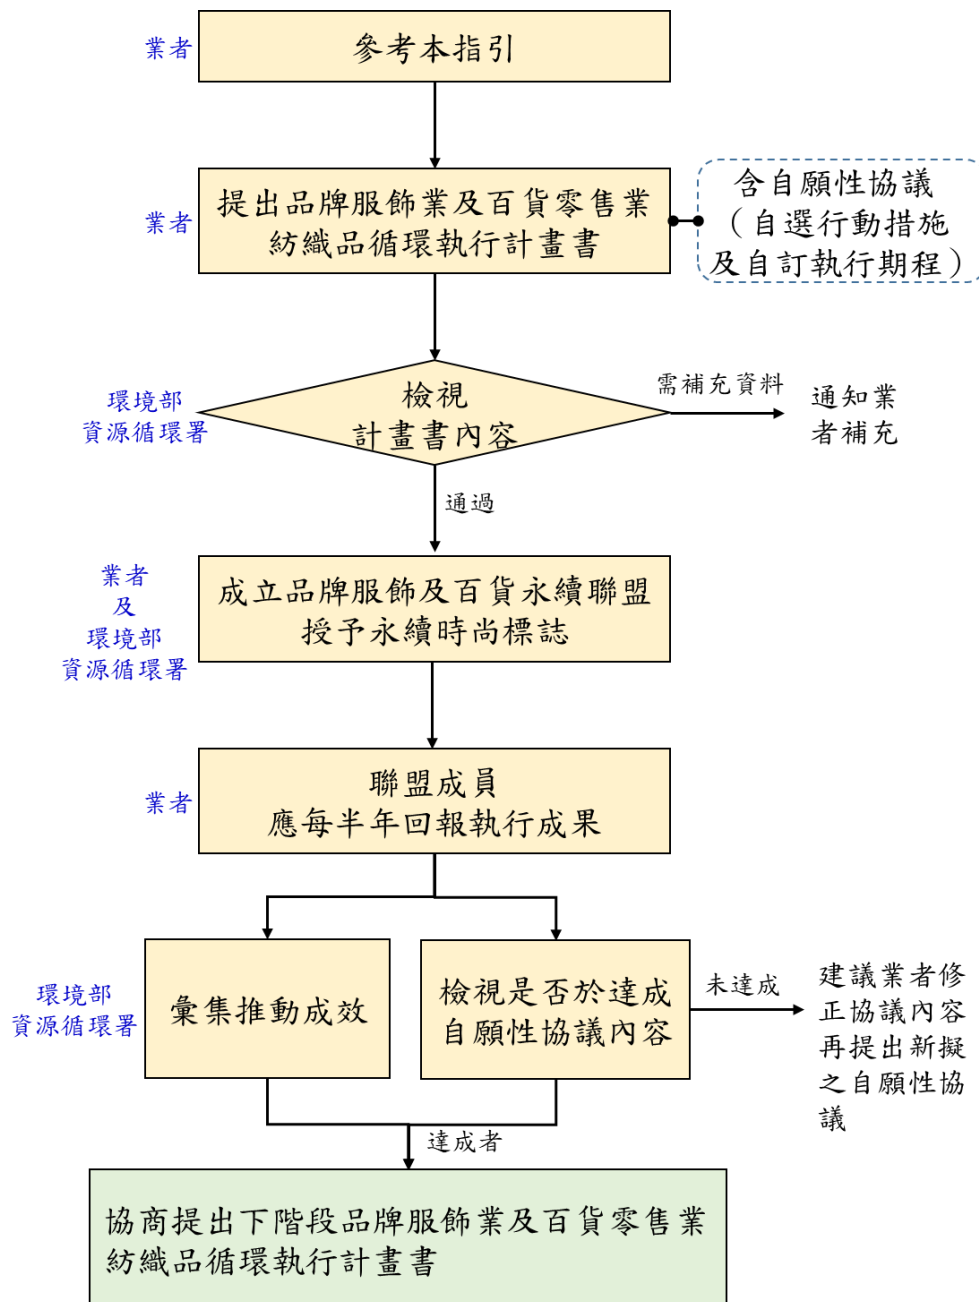 業者
參考本指引
業者
提出品牌服飾業及百貨零售業
紡織品循環執行計畫書
含自願性協議
（自選行動措施
及自訂執行期程）
環境部
資源循環署
檢視
計畫書內容
需補充資料
通知業
者補充
通過
業者
及
環境部
資源循環署
成立品牌服飾及百貨永續聯盟
授予永續時尚標誌
業者
聯盟成員
應每半年回報執行成果
環境部
資源循環署
彙集推動成效
檢視是否於達成
自願性協議內容
未達成
建議業者修
正協議內容
再提出新擬
之自願性協
議
達成者
協商提出下階段品牌服飾業及百貨零售業
紡織品循環執行計畫書